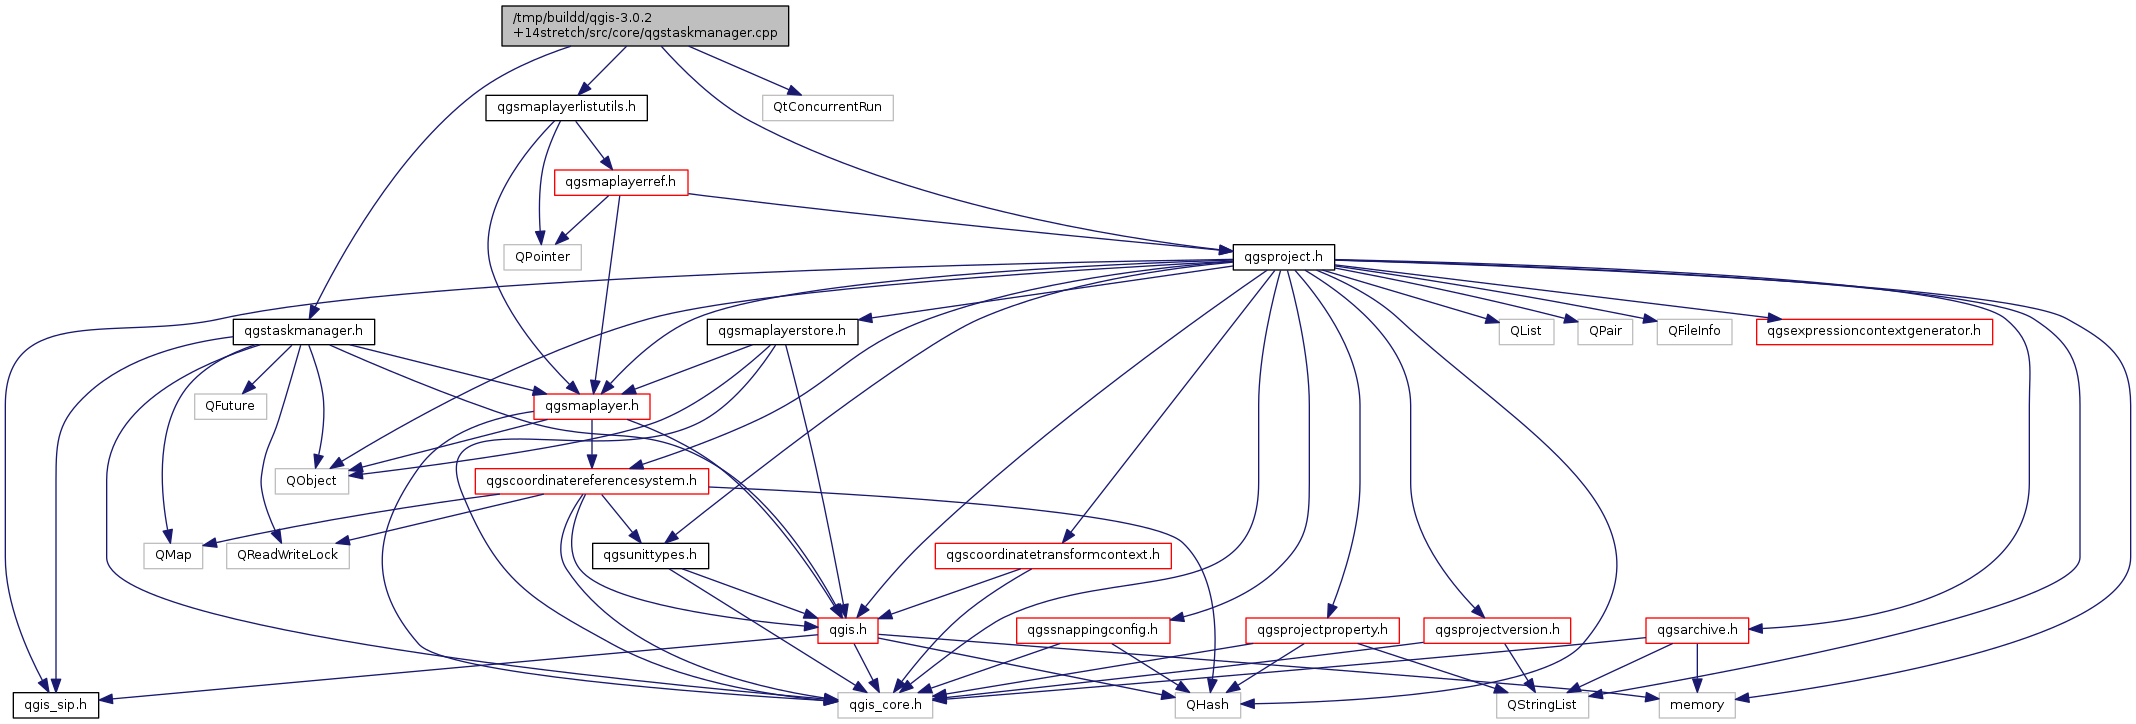 /tmp/buildd/qgis-3.0.2
+14stretch/src/core/qgstaskmanager.cpp
qgsmaplayerlistutils.h
QtConcurrentRun
qgsmaplayerref.h
QPointer
qgsproject.h
qgstaskmanager.h
qgsmaplayerstore.h
QList
QPair
QFileInfo
qgsexpressioncontextgenerator.h
QFuture
qgsmaplayer.h
QObject
qgscoordinatereferencesystem.h
QMap
QReadWriteLock
qgsunittypes.h
qgscoordinatetransformcontext.h
qgis.h
qgssnappingconfig.h
qgsprojectproperty.h
qgsprojectversion.h
qgsarchive.h
qgis_sip.h
qgis_core.h
QHash
QStringList
memory